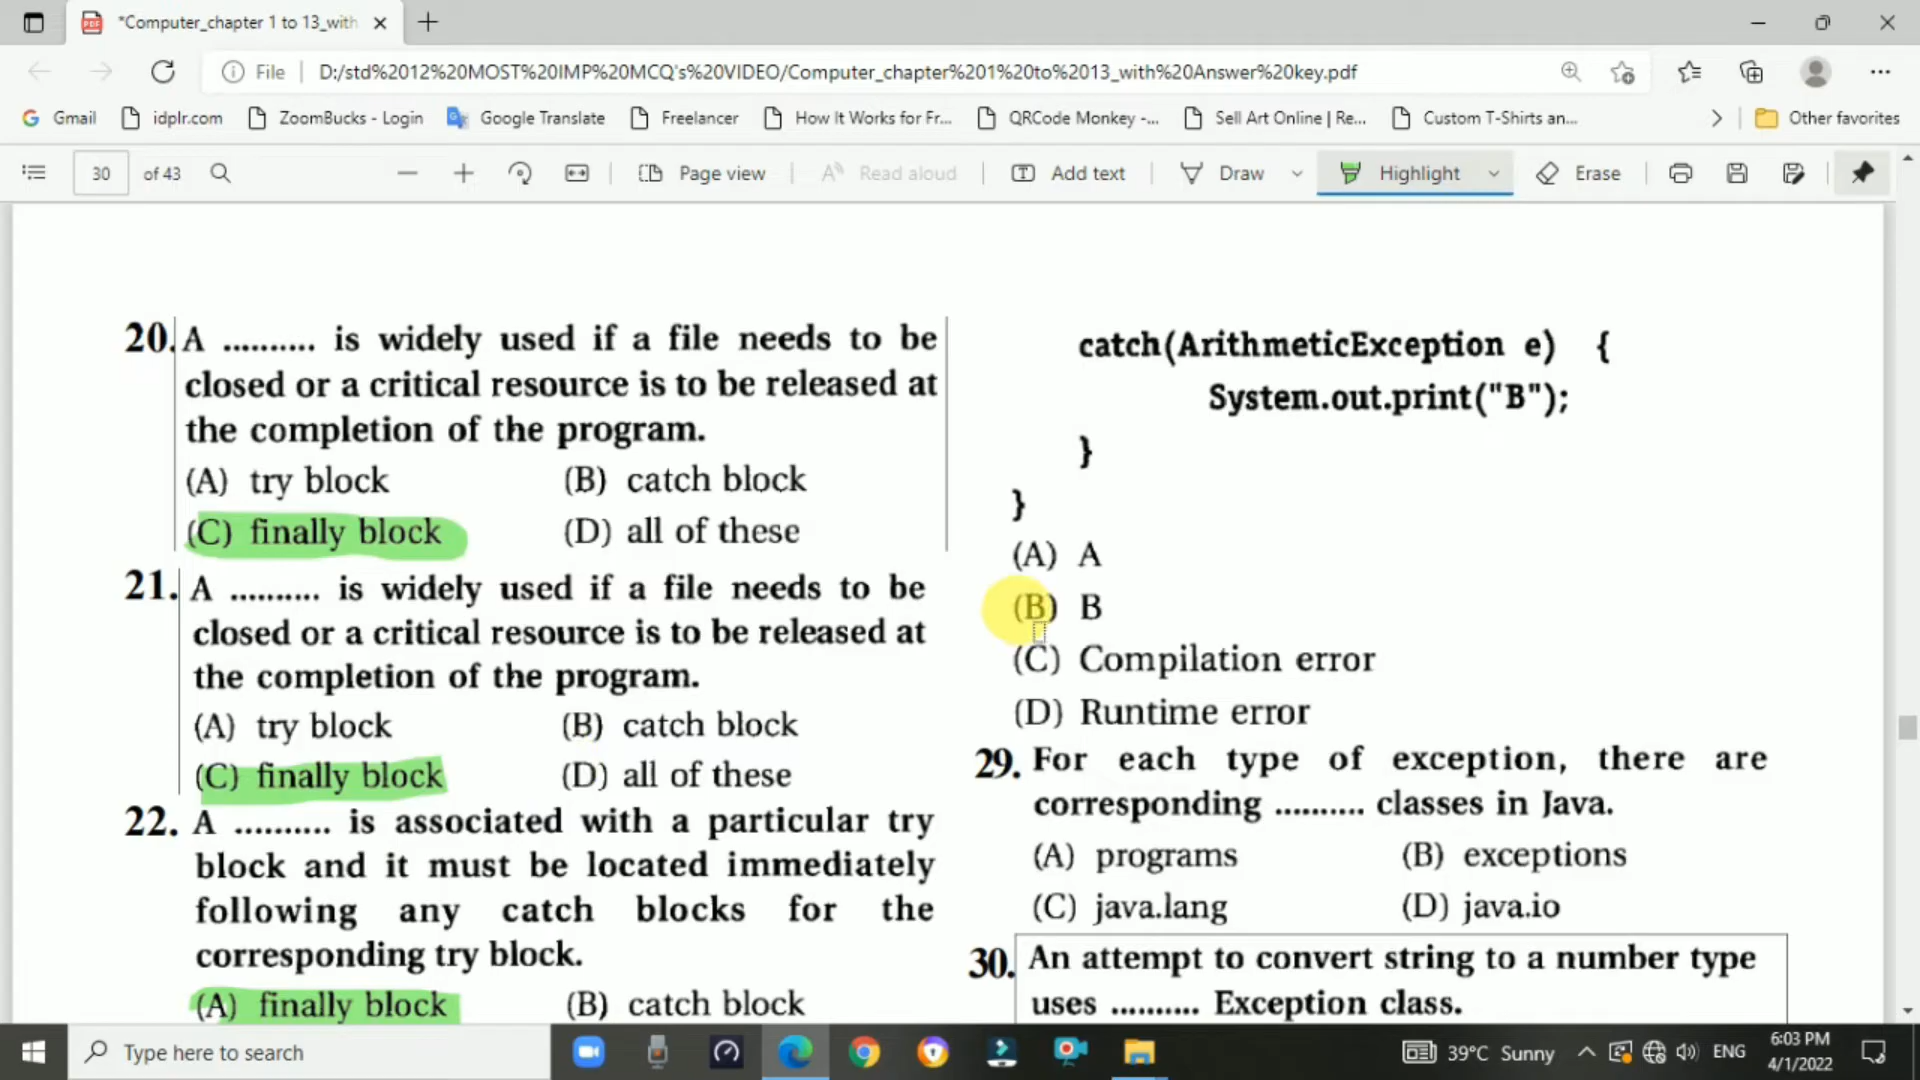 *Computer_chapter 1 to 13_with
File
D:/std%2012%20MOST%20IMP%20MCQ's%20VIDEO/Computer_chapter%201%20to%2013_with%20Answer%20key.pdf
Gmail
idplr.com
ZoomBucks - Login
Google Translate
Freelancer
How It Works for Fr...
QRCode Monkey -...
Sell Art Online | Re...
Custom T-Shirts an...
Other favorites
30 of 43
Page view
Read aloud
Add text
Draw
Highlight
Erase
20. A .......... is widely used if a file needs to be
closed or a critical resource is to be released at
the completion of the program.
(A) try block (B) catch block
(C) finally block (D) all of these
21. A .......... is widely used if a file needs to be
closed or a critical resource is to be released at
the completion of the program.
(A) try block (B) catch block
(C) finally block (D) all of these
22. A .......... is associated with a particular try
block and it must be located immediately
following any catch blocks for the
corresponding try block.
(A) finally block (B) catch block
catch(ArithmeticException e) {
System.out.print("B");
}
}
(A) A
(B) B
(C) Compilation error
(D) Runtime error
29. For each type of exception, there are
corresponding .......... classes in Java.
(A) programs (B) exceptions
(C) java.lang (D) java.io
30. An attempt to convert string to a number type
uses .......... Exception class.
Type here to search
39°C Sunny
ENG
6:03 PM
4/1/2022